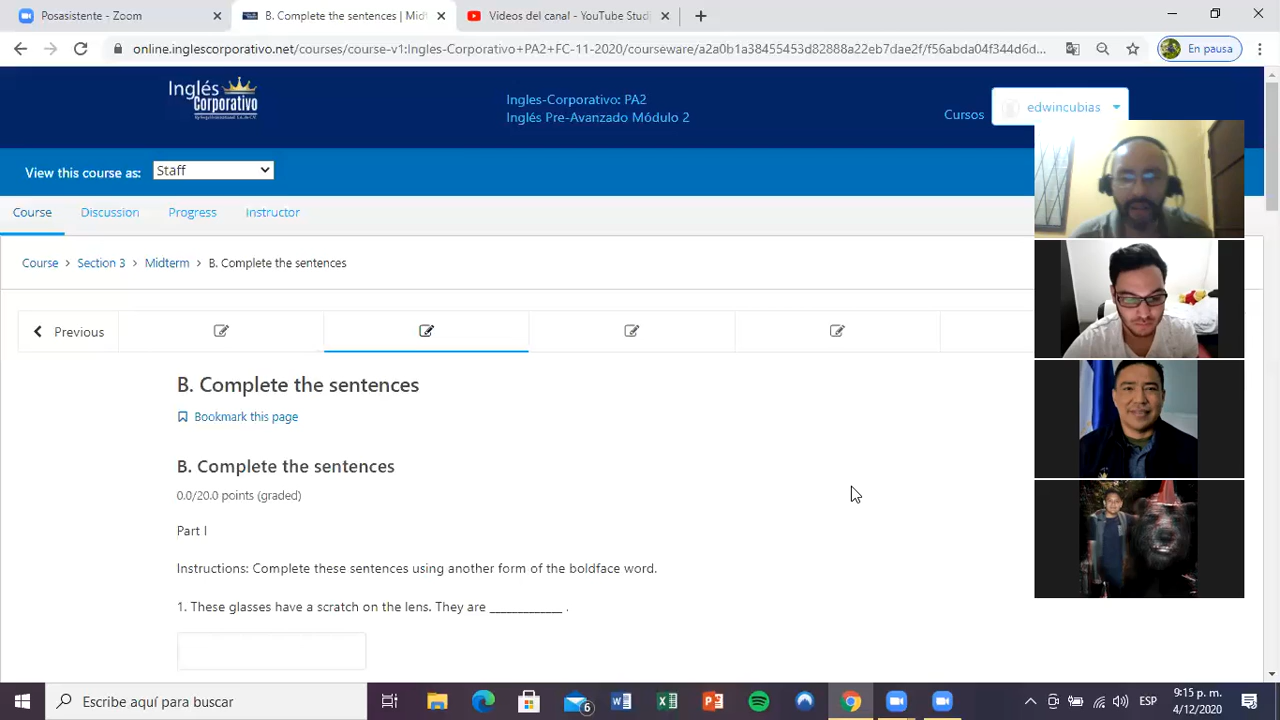 Posasistente - Zoom
B. Complete the sentences | Midt
Videos del canal - YouTube Stud
online.inglescorporativo.net/courses/course-v1:Ingles-Corporativo+PA2+FC-11-2020/courseware/a2a0b1a38455453d82888a22eb7dae2f/f56abda04f344d6d...
En pausa
Inglés
Corporativo
Ingles-Corporativo: PA2
Inglés Pre-Avanzado Módulo 2
Cursos
edwincubias
View this course as:
Staff
Course
Discussion
Progress
Instructor
Course > Section 3 > Midterm > B. Complete the sentences
Previous
B. Complete the sentences
Bookmark this page
B. Complete the sentences
0.0/20.0 points (graded)
Part I
Instructions: Complete these sentences using another form of the boldface word.
1. These glasses have a scratch on the lens. They are _____________ .
Escribe aquí para buscar
6
ESP
9:15 p. m.
4/12/2020